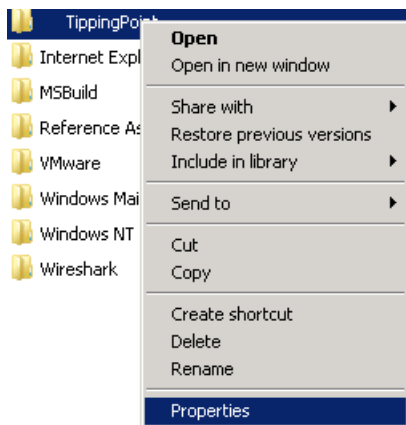 TippingPoint
Open
Internet Expl
Open in new window
MSBuild
Share with
Reference As
Restore previous versions
VMware
Include in library
Windows Mai
Send to
Windows NT
Cut
Wireshark
Copy
Create shortcut
Delete
Rename
Properties